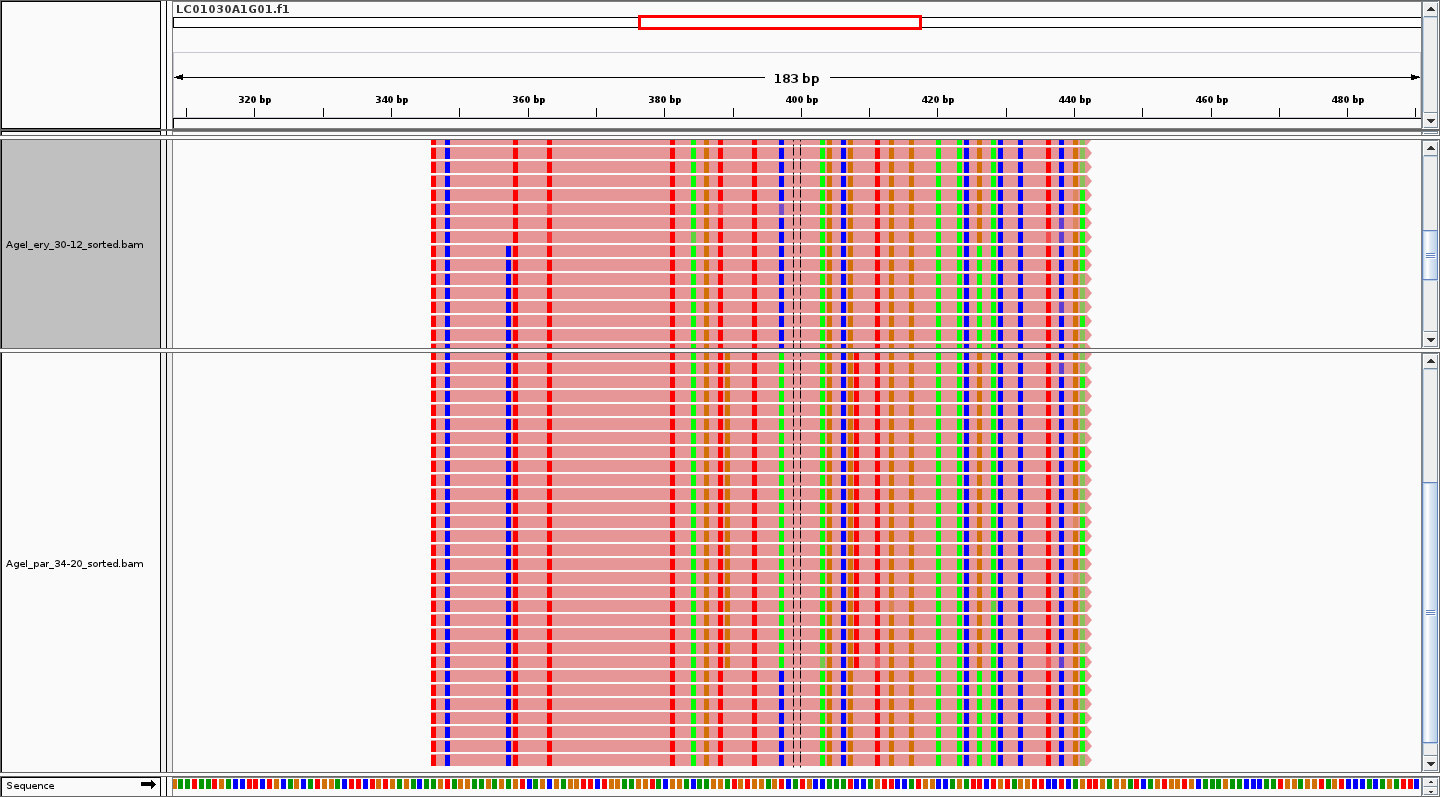 LC01030A1G01.f1
183 bp
320 bp 340 bp 360 bp 380 bp 400 bp 420 bp 440 bp 460 bp 480 bp
Agel_ery_30-12_sorted.bam
Agel_par_34-20_sorted.bam
Sequence